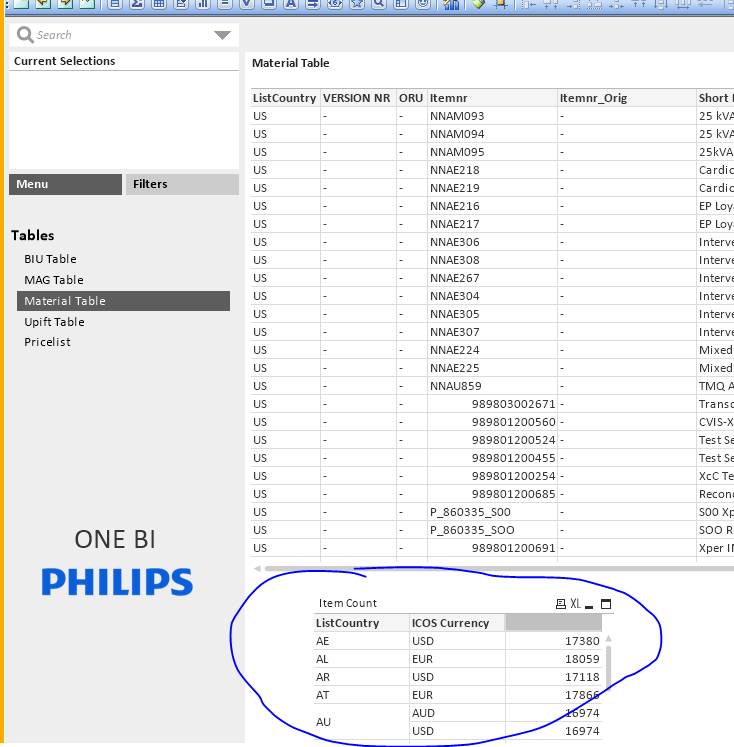 Search
Current Selections
Menu Filters
Tables
BIU Table
MAG Table
Material Table
Upift Table
Pricelist
ONE BI
PHILIPS
Material Table
ListCountry VERSION NR ORU Itemnr Itemnr_Orig Short
US - - NNAM093 - 25 kVA
US - - NNAM094 - 25 kVA
US - - NNAM095 - 25kVA
US - - NNAE218 - Cardic
US - - NNAE219 - Cardic
US - - NNAE216 - EP Loy
US - - NNAE217 - EP Loy
US - - NNAE306 - Interve
US - - NNAE308 - Interve
US - - NNAE267 - Interve
US - - NNAE304 - Interve
US - - NNAE305 - Interve
US - - NNAE307 - Interve
US - - NNAE224 - Mixed
US - - NNAE225 - Mixed
US - - NNAU859 - TMQ A
US - - 989803002671 - Transc
US - - 989801200560 - CVIS-X
US - - 989801200524 - Test Se
US - - 989801200455 - Test Se
US - - 989801200254 - XcC Te
US - - 989801200685 - Recon
US - - P_860335_S00 - S00 Xp
US - - P_860335_SOO - SOO R
US - - 989801200691 - Xper IM
Item Count XL
ListCountry ICOS Currency
AE USD 17380
AL EUR 18059
AR USD 17118
AT EUR 17866
AU AUD 16974
USD 16974